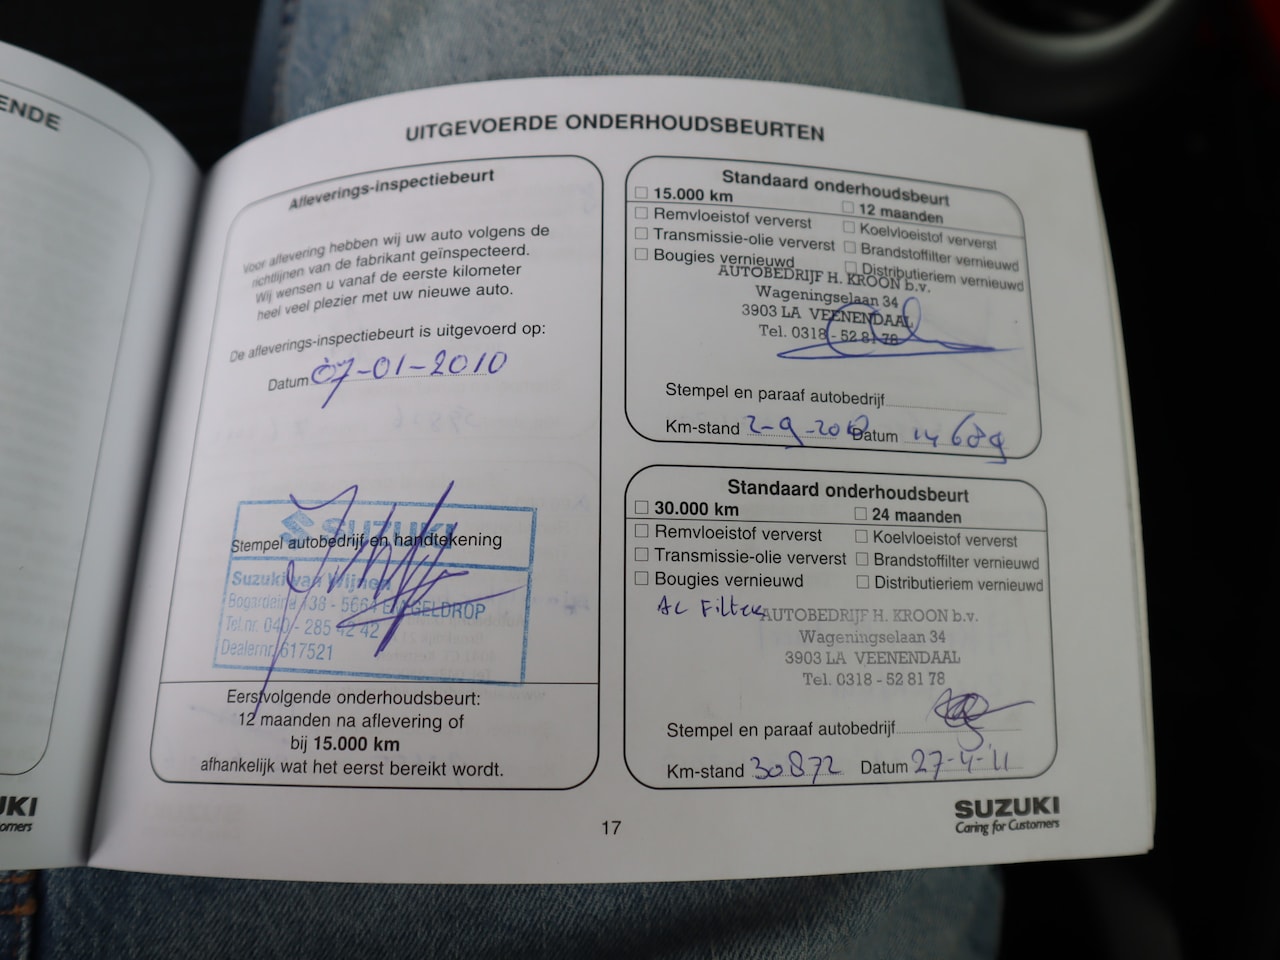 ENDE
UITGEVOERDE ONDERHOUDSBEURTEN
Afleverings-inspectiebeurt
Voor aflevering hebben wij uw auto volgens de
richtlijnen van de fabrikant geïnspecteerd.
Wij wensen u vanaf de eerste kilometer
heel veel plezier met uw nieuwe auto.
De afleverings-inspectiebeurt is uitgevoerd op:
Datum 07-01-2010
SUZUKI
Stempel autobedrijf en handtekening
Suzuki van Wijnen
138 - 5664 GELDROP
Tel.nr. 040 - 285 42 42
Dealernr. 617521
Eerstvolgende onderhoudsbeurt:
12 maanden na aflevering of
bij 15.000 km
afhankelijk wat het eerst bereikt wordt.
Standaard onderhoudsbeurt
15.000 km 12 maanden
Remvloeistof ververst Koelvloeistof ververst
Transmissie-olie ververst Brandstoffilter vernieuwd
Bougies vernieuwd Distributieriem vernieuwd
AUTOBEDRIJF H. KROON b.v.
Wageningselaan 34
3903 LA VEENENDAAL
Tel. 0318 - 52 81 78
Stempel en paraaf autobedrijf
Km-stand 2-9-2010 Datum 14689
Standaard onderhoudsbeurt
30.000 km 24 maanden
Remvloeistof ververst Koelvloeistof ververst
Transmissie-olie ververst Brandstoffilter vernieuwd
Bougies vernieuwd Distributieriem vernieuwd
AC Filter
AUTOBEDRIJF H. KROON b.v.
Wageningselaan 34
3903 LA VEENENDAAL
Tel. 0318 - 52 81 78
Stempel en paraaf autobedrijf
Km-stand 30872 Datum 27-4-11
UKI
omers
17
SUZUKI
Caring for Customers